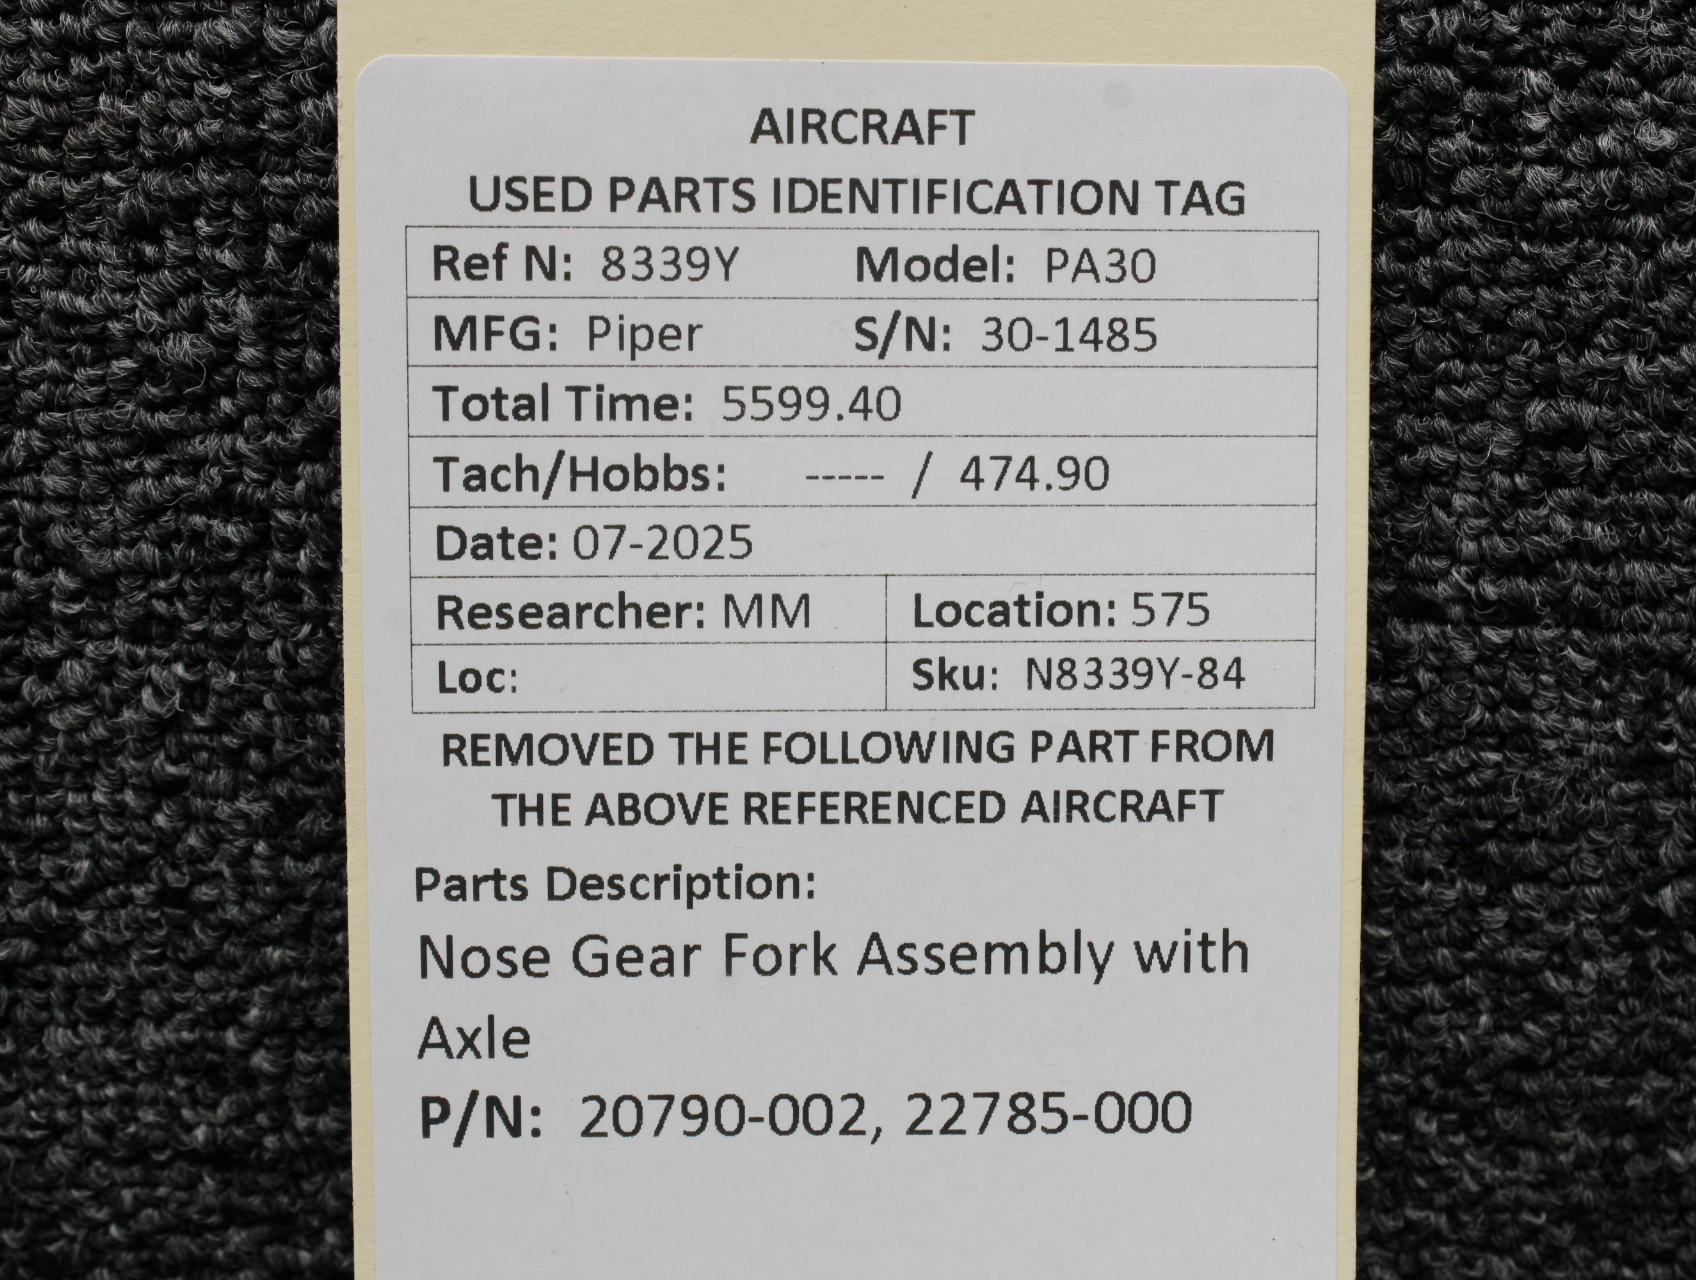 AIRCRAFT
USED PARTS IDENTIFICATION TAG
Ref N: 8339Y Model: PA30
MFG: Piper S/N: 30-1485
Total Time: 5599.40
Tach/Hobbs: ----- / 474.90
Date: 07-2025
Researcher: MM Location: 575
Loc: Sku: N8339Y-84
REMOVED THE FOLLOWING PART FROM
THE ABOVE REFERENCED AIRCRAFT
Parts Description:
Nose Gear Fork Assembly with
Axle
P/N: 20790-002, 22785-000